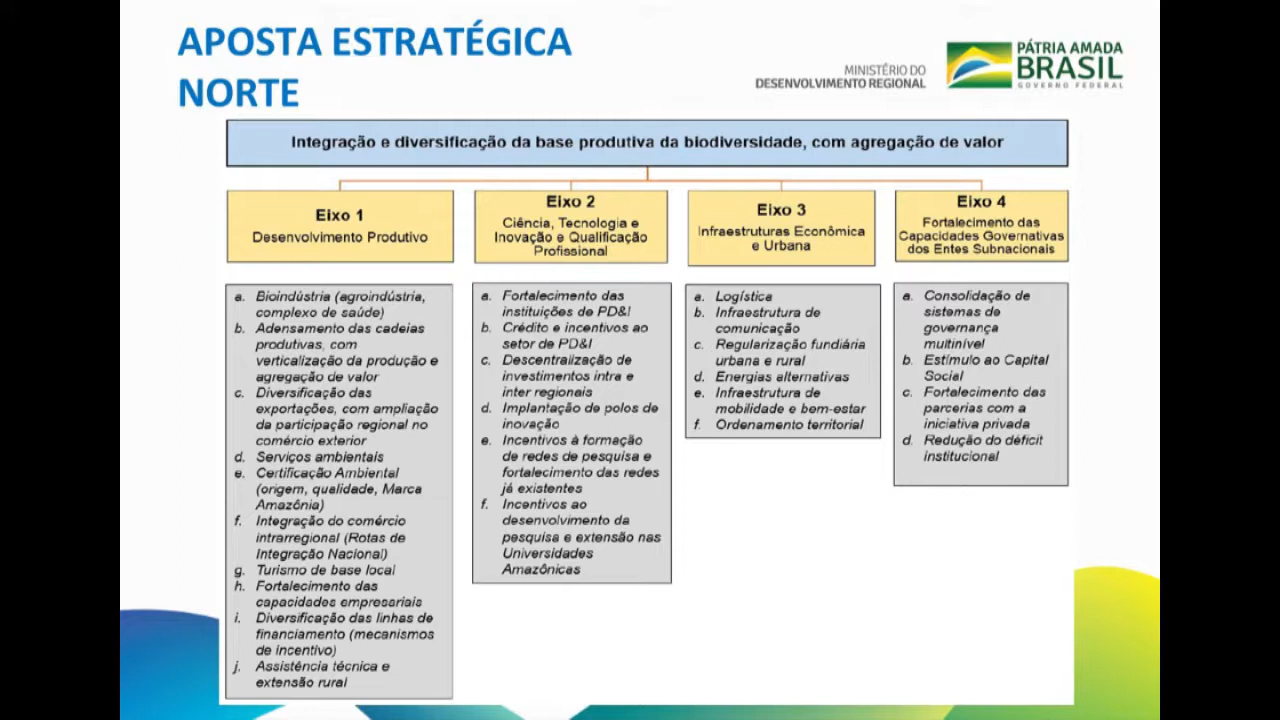 APOSTA ESTRATÉGICA
NORTE
MINISTÉRIO DO
DESENVOLVIMENTO REGIONAL
PÁTRIA AMADA
BRASIL
GOVERNO FEDERAL
Integração e diversificação da base produtiva da biodiversidade, com agregação de valor
Eixo 1
Desenvolvimento Produtivo
a. Bioindústria (agroindústria,
complexo de saúde)
b. Adensamento das cadeias
produtivas, com
verticalização da produção e
agregação de valor
c. Diversificação das
exportações, com ampliação
da participação regional no
comércio exterior
d. Serviços ambientais
e. Certificação Ambiental
(origem, qualidade, Marca
Amazônia)
f. Integração do comércio
intrarregional (Rotas de
Integração Nacional)
g. Turismo de base local
h. Fortalecimento das
capacidades empresariais
i. Diversificação das linhas de
financiamento (mecanismos
de incentivo)
j. Assistência técnica e
extensão rural
Eixo 2
Ciência, Tecnologia e
Inovação e Qualificação
Profissional
a. Fortalecimento das
instituições de PD&I
b. Crédito e incentivos ao
setor de PD&I
c. Descentralização de
investimentos intra e
inter regionais
d. Implantação de polos de
inovação
e. Incentivos à formação
de redes de pesquisa e
fortalecimento das redes
já existentes
f. Incentivos ao
desenvolvimento da
pesquisa e extensão nas
Universidades
Amazônicas
Eixo 3
Infraestruturas Econômica
e Urbana
a. Logística
b. Infraestrutura de
comunicação
c. Regularização fundiária
urbana e rural
d. Energias alternativas
e. Infraestrutura de
mobilidade e bem-estar
f. Ordenamento territorial
Eixo 4
Fortalecimento das
Capacidades Governativas
dos Entes Subnacionais
a. Consolidação de
sistemas de
governança
multinível
b. Estímulo ao Capital
Social
c. Fortalecimento das
parcerias com a
iniciativa privada
d. Redução do déficit
institucional